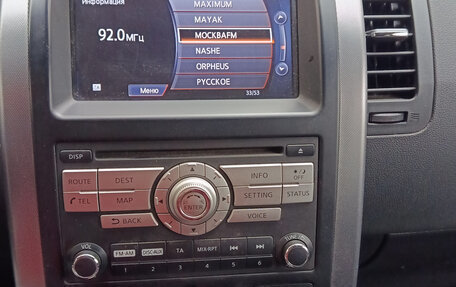 Информация
MAXIMUM
MAYAK
92.0 МГц
МОСКВАFM
NASHE
ORPHEUS
РУССКОЕ
Меню
33/53
DISP
ROUTE
DEST
INFO
OFF
TEL
MAP
ENTER
SETTING
STATUS
BACK
VOICE
VOL
FM·AM
DISC·AUX
TA
MIX·RPT
TUNE
1 2 3 4 5 6